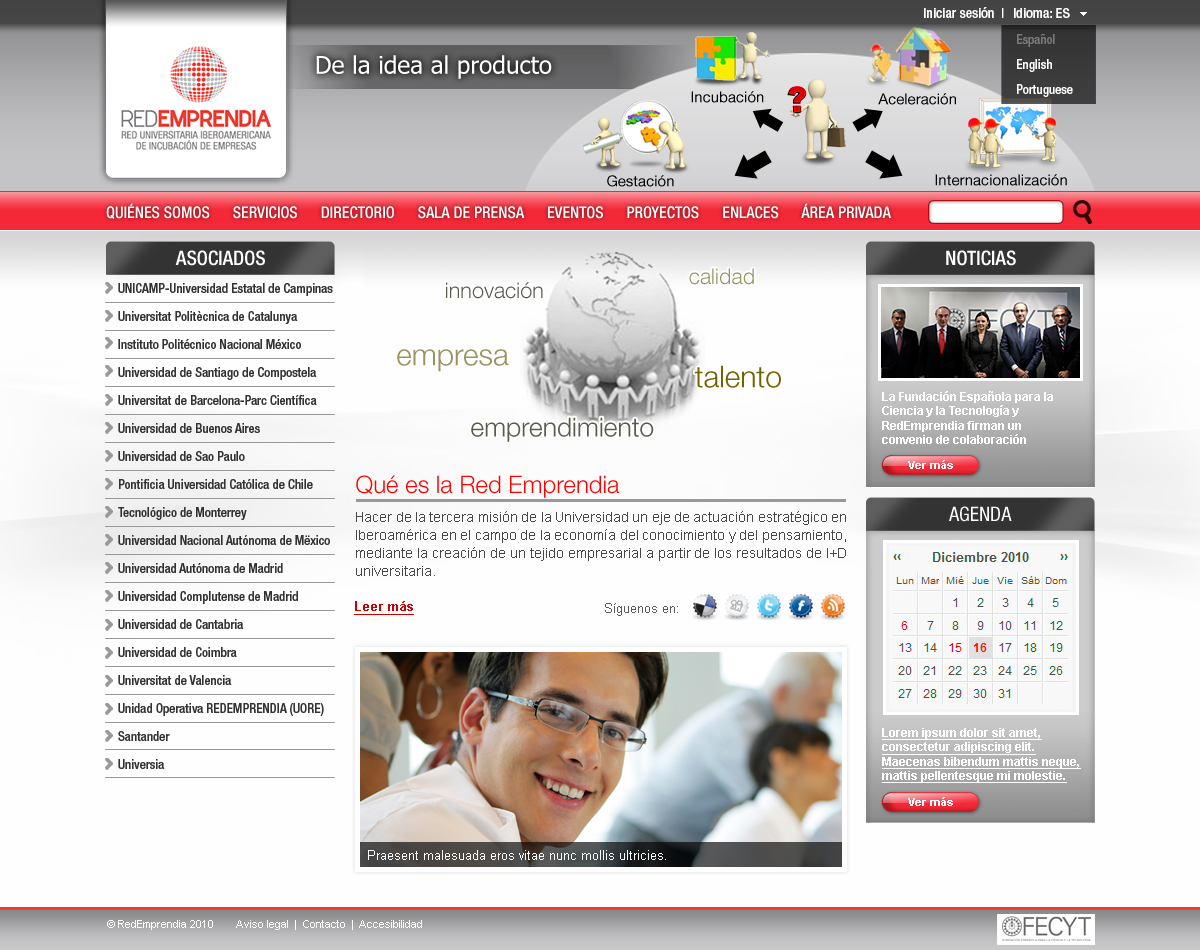 Iniciar sesión | Idioma: ES
Español
English
Portuguese
REDEMPRENDIA
RED UNIVERSITARIA IBEROAMERICANA
DE INCUBACIÓN DE EMPRESAS
De la idea al producto
Incubación
?
Aceleración
Gestación
Internacionalización
QUIÉNES SOMOS SERVICIOS DIRECTORIO SALA DE PRENSA EVENTOS PROYECTOS ENLACES ÁREA PRIVADA
ASOCIADOS
UNICAMP-Universidad Estatal de Campinas
Universitat Politècnica de Catalunya
Instituto Politécnico Nacional México
Universidad de Santiago de Compostela
Universitat de Barcelona-Parc Científica
Universidad de Buenos Aires
Universidad de Sao Paulo
Pontificia Universidad Católica de Chile
Tecnológico de Monterrey
Universidad Nacional Autónoma de Mëxico
Universidad Autónoma de Madrid
Universidad Complutense de Madrid
Universidad de Cantabria
Universidad de Coimbra
Universitat de Valencia
Unidad Operativa REDEMPRENDIA (UORE)
Santander
Universia
calidad
innovación
empresa
talento
emprendimiento
Qué es la Red Emprendia
Hacer de la tercera misión de la Universidad un eje de actuación estratégico en
Iberoamérica en el campo de la economía del conocimiento y del pensamiento,
mediante la creación de un tejido empresarial a partir de los resultados de I+D
universitaria.
Leer más
Síguenos en:
Praesent malesuada eros vitae nunc mollis ultricies.
NOTICIAS
FECYT
La Fundación Española para la
Ciencia y la Tecnología y
RedEmprendia firman un
convenio de colaboración
Ver más
AGENDA
‹‹ Diciembre 2010 ››
Lun Mar Mié Jue Vie Sáb Dom
1 2 3 4 5
6 7 8 9 10 11 12
13 14 15 16 17 18 19
20 21 22 23 24 25 26
27 28 29 30 31
Lorem ipsum dolor sit amet,
consectetur adipiscing elit.
Maecenas bibendum mattis neque,
mattis pellentesque mi molestie.
Ver más
© RedEmprendia 2010 Aviso legal | Contacto | Accesibilidad
FECYT